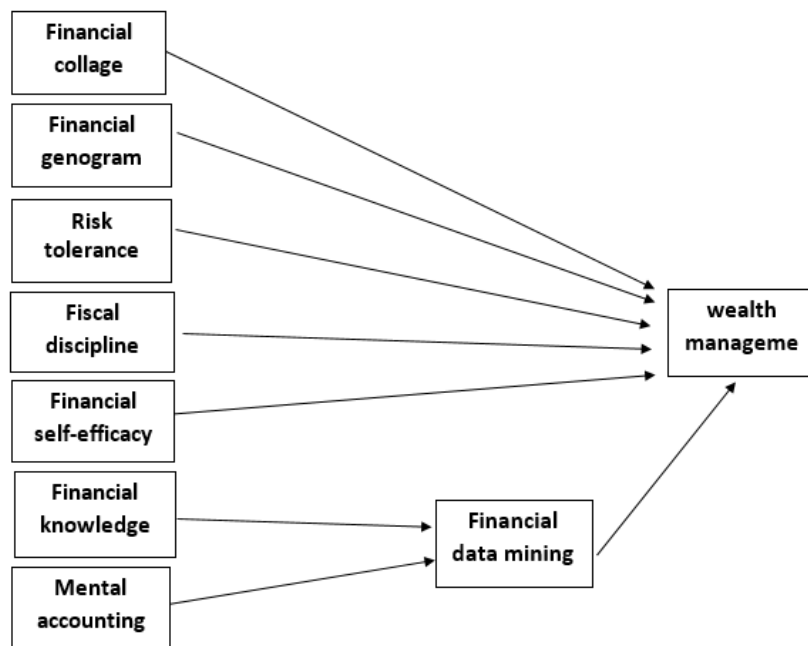 Financial
collage
Financial
genogram
Risk
tolerance
Fiscal
discipline
Financial
self-efficacy
Financial
knowledge
Mental
accounting
Financial
data mining
wealth
manageme